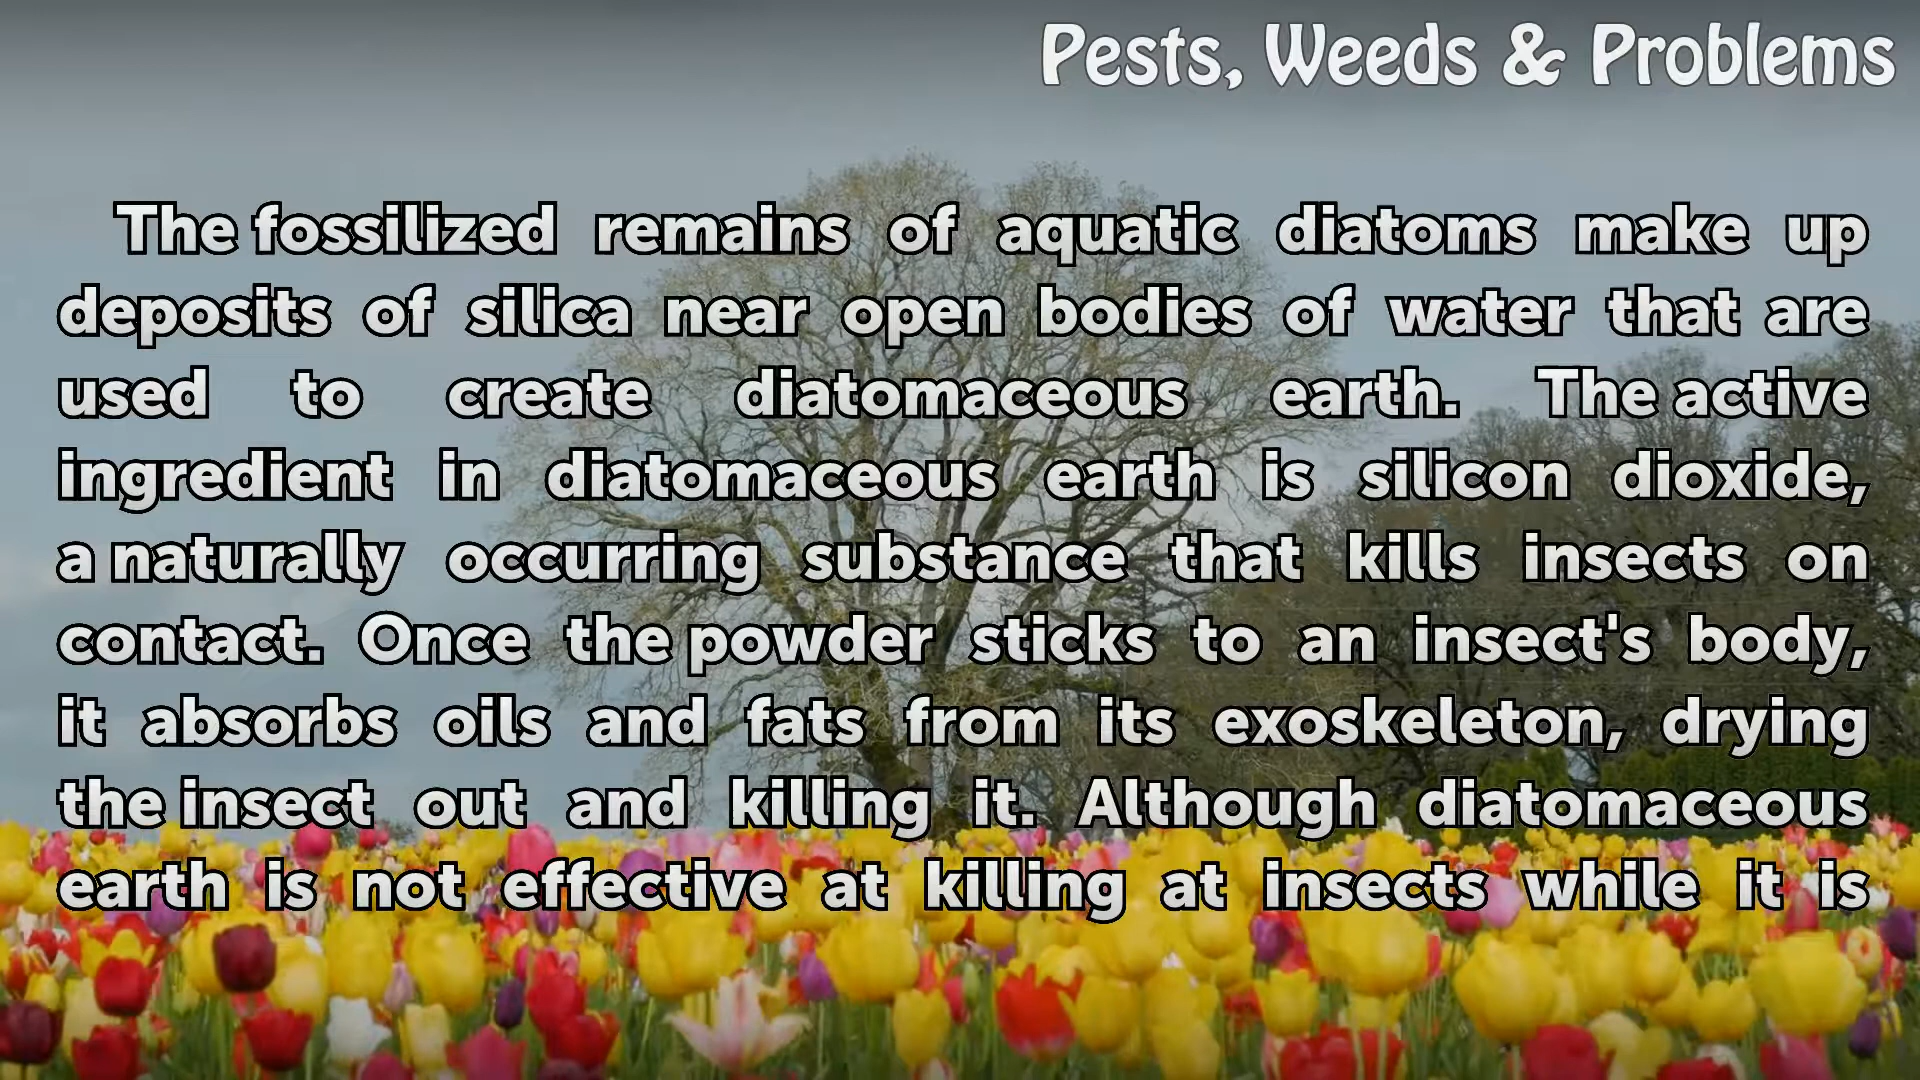 Pests, Weeds & Problems
The fossilized remains of aquatic diatoms make up
deposits of silica near open bodies of water that are
used to create diatomaceous earth. The active
ingredient in diatomaceous earth is silicon dioxide,
a naturally occurring substance that kills insects on
contact. Once the powder sticks to an insect's body,
it absorbs oils and fats from its exoskeleton, drying
the insect out and killing it. Although diatomaceous
earth is not effective at killing at insects while it is